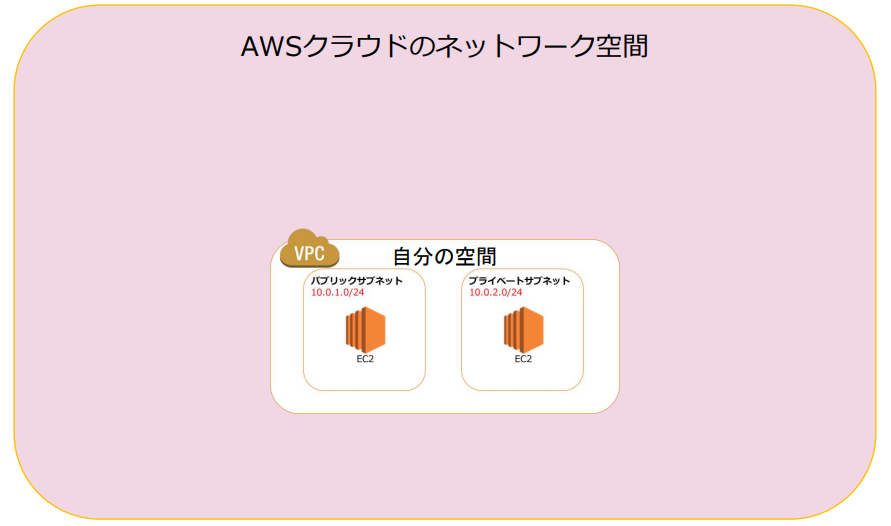 AWSクラウドのネットワーク空間
VPC
自分の空間
パブリックサブネット
10.0.1.0/24
EC2
プライベートサブネット
10.0.2.0/24
EC2